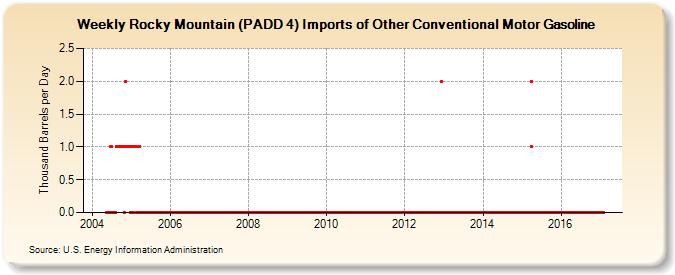 Weekly Rocky Mountain (PADD 4) Imports of Other Conventional Motor Gasoline
Thousand Barrels per Day
2.5
2.0
1.5
1.0
0.5
0.0
2004 2006 2008 2010 2012 2014 2016
Source: U.S. Energy Information Administration